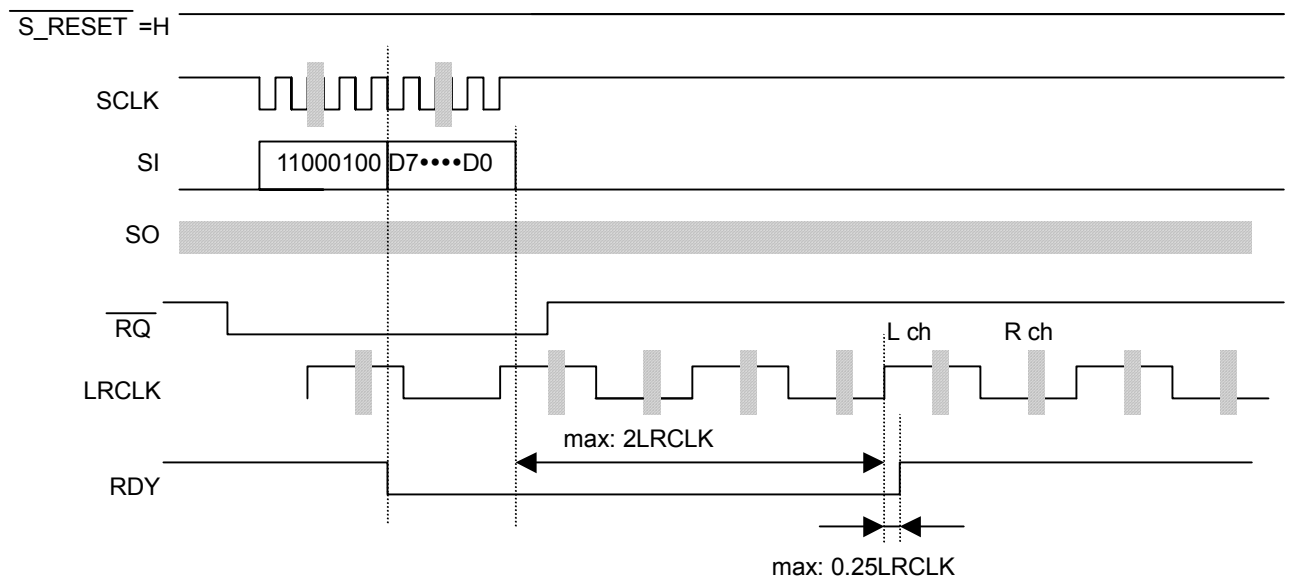 S_RESET =H
SCLK
SI 11000100 D7••••D0
SO
RQ
L ch R ch
LRCLK
max: 2LRCLK
RDY
max: 0.25LRCLK